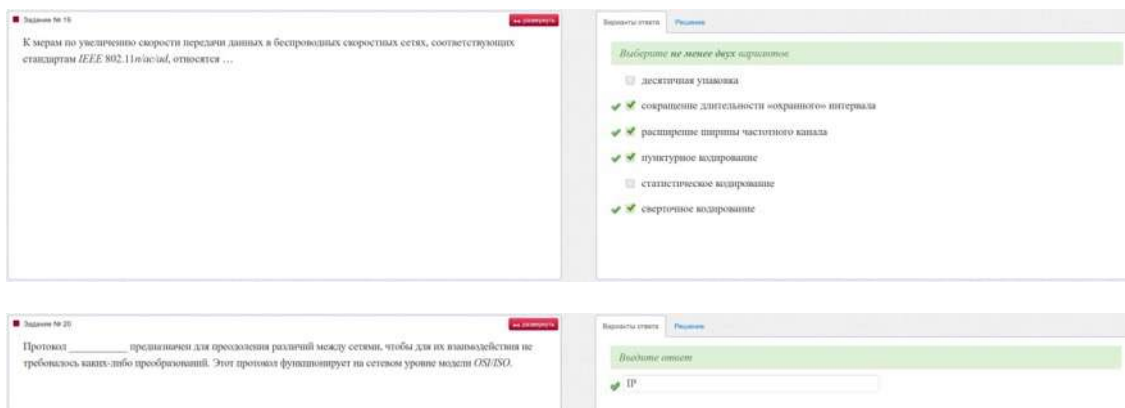 Задание № 19
развернуть
К мерам по увеличению скорости передачи данных в беспроводных скоростных сетях, соответствующих
стандартам IEEE 802.11n/ac/ad, относятся …
Варианты ответа
Решение
Выберите не менее двух вариантов
десятичная упаковка
сокращение длительности «охранного» интервала
расширение ширины частотного канала
пунктурное кодирование
статистическое кодирование
сверточное кодирование
Задание № 20
развернуть
Протокол __________ предназначен для преодоления различий между сетями, чтобы для их взаимодействия не
требовалось каких-либо преобразований. Этот протокол функционирует на сетевом уровне модели OSI/ISO.
Варианты ответа
Решение
Введите ответ
IP